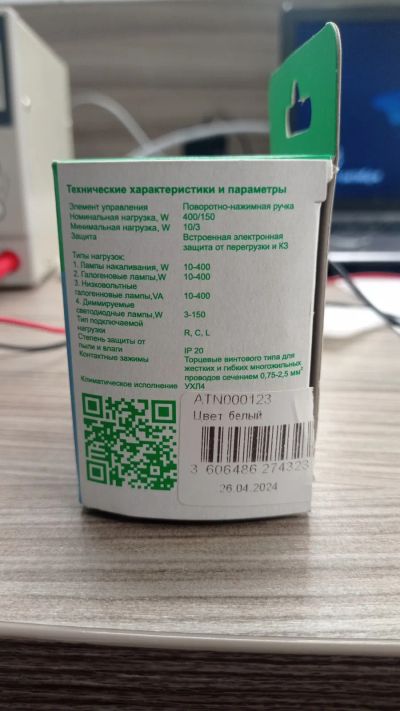 Технические характеристики и параметры
Элемент управления Поворотно-нажимная ручка
Номинальная нагрузка, W 400/150
Минимальная нагрузка, W 10/3
Защита Встроенная электронная
защита от перегрузки и КЗ
Типы нагрузок:
1. Лампы накаливания, W 10-400
2. Галогеновые лампы,W 10-400
3. Низковольтные
галогенновые лампы,VA 10-400
4. Диммируемые
светодиодные лампы,W 3-150
Тип подключаемой
нагрузки R, C, L
Степень защиты от
пыли и влаги IP 20
Контактные зажимы Торцевые винтового типа для
жестких и гибких многожильных
проводов сечением 0,75-2,5 мм²
Климатическое исполнение УХЛ4
ATN000123
Цвет белый
3 606486 274323
26.04.2024